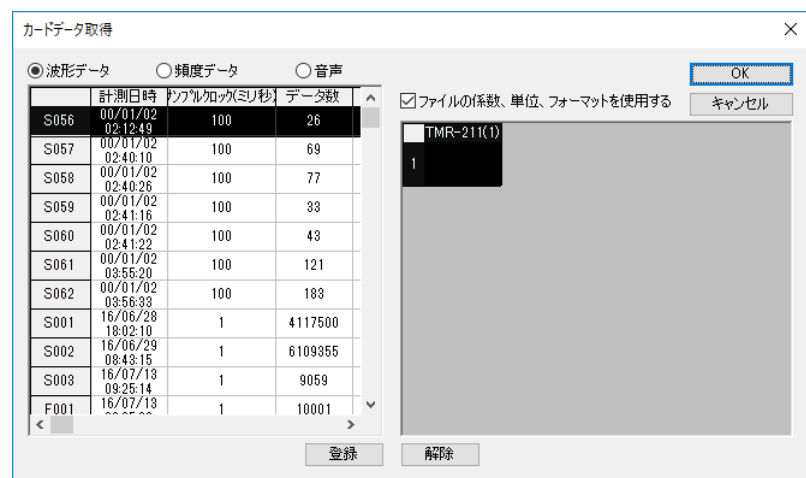 カードデータ取得
波形データ 頻度データ 音声
OK
ファイルの係数、単位、フォーマットを使用する キャンセル
計測日時 サンプルクロック(ミリ秒) データ数
S056 00/01/02 02:12:49 100 26
S057 00/01/02 02:40:10 100 69
S058 00/01/02 02:40:26 100 77
S059 00/01/02 02:41:16 100 33
S060 00/01/02 02:41:22 100 43
S061 00/01/02 03:55:20 100 121
S062 00/01/02 03:56:33 100 183
S001 16/06/28 18:02:10 1 4117500
S002 16/06/29 08:43:15 1 6109355
S003 16/07/13 09:25:14 1 9059
F001 16/07/13 1 10001
TMR-211(1)
1
登録 解除